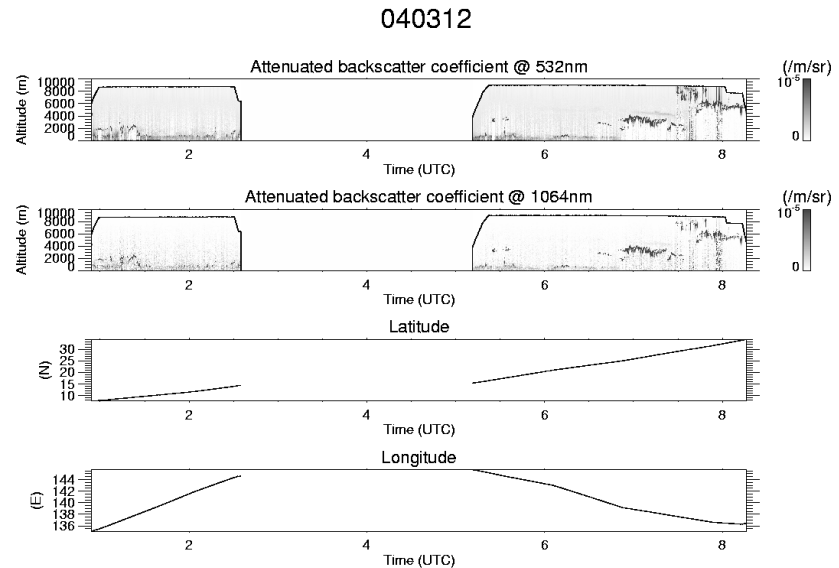 040312
Attenuated backscatter coefficient @ 532nm
(/m/sr)
Altitude (m)
10000
8000
6000
4000
2000
10-5
0
2 4 6 8
Time (UTC)
Attenuated backscatter coefficient @ 1064nm
(/m/sr)
Altitude (m)
10000
8000
6000
4000
2000
0
10-5
0
2 4 6 8
Time (UTC)
Latitude
(N)
30
25
20
15
10
2 4 6 8
Time (UTC)
Longitude
(E)
144
142
140
138
136
2 4 6 8
Time (UTC)